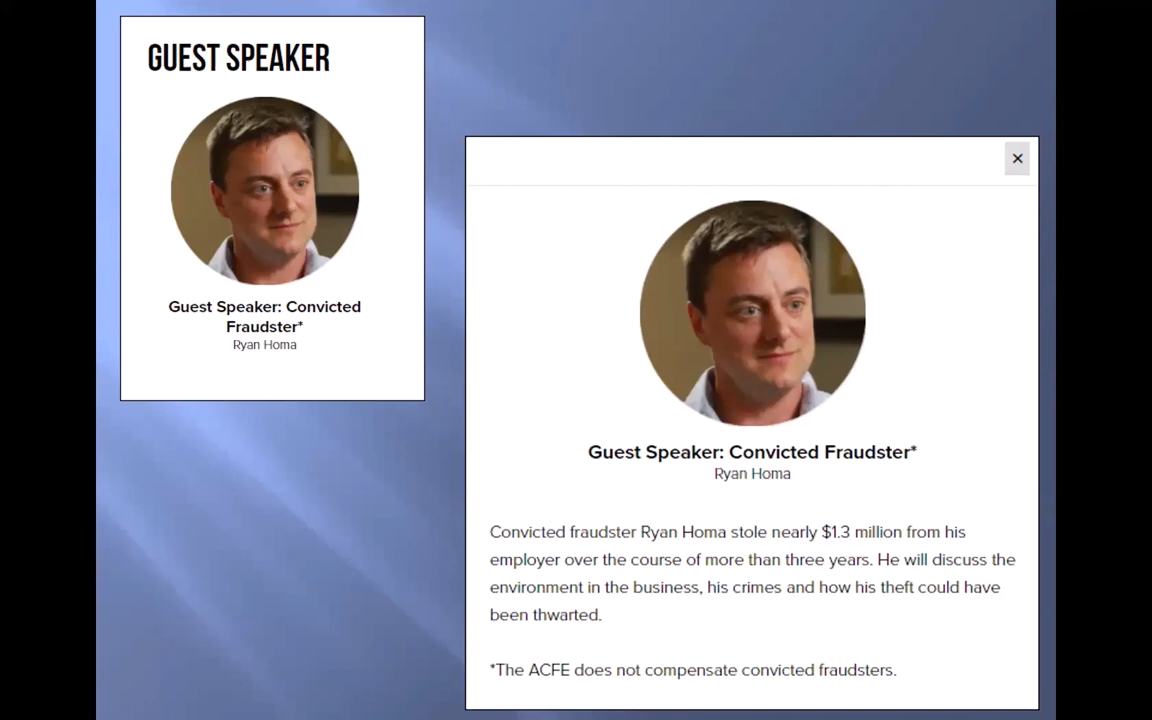 GUEST SPEAKER
Guest Speaker: Convicted
Fraudster*
Ryan Homa
×
Guest Speaker: Convicted Fraudster*
Ryan Homa
Convicted fraudster Ryan Homa stole nearly $1.3 million from his
employer over the course of more than three years. He will discuss the
environment in the business, his crimes and how his theft could have
been thwarted.
*The ACFE does not compensate convicted fraudsters.